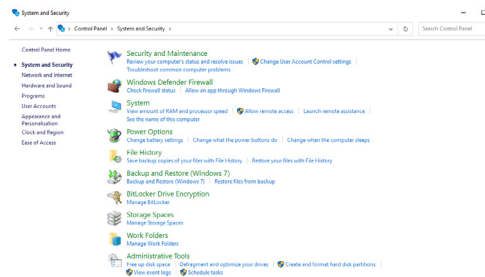 System and Security
Control Panel > System and Security >
Search Control Panel
Control Panel Home
System and Security
Network and Internet
Hardware and Sound
Programs
User Accounts
Appearance and
Personalization
Clock and Region
Ease of Access
Security and Maintenance
Review your computer's status and resolve issues | Change User Account Control settings |
Troubleshoot common computer problems
Windows Defender Firewall
Check firewall status | Allow an app through Windows Firewall
System
View amount of RAM and processor speed | Allow remote access | Launch remote assistance |
See the name of this computer
Power Options
Change battery settings | Change what the power buttons do | Change when the computer sleeps
File History
Save backup copies of your files with File History | Restore your files with File History
Backup and Restore (Windows 7)
Backup and Restore (Windows 7) | Restore files from backup
BitLocker Drive Encryption
Manage BitLocker
Storage Spaces
Manage Storage Spaces
Work Folders
Manage Work Folders
Administrative Tools
Free up disk space | Defragment and optimise your drives | Create and format hard disk partitions |
View event logs | Schedule tasks